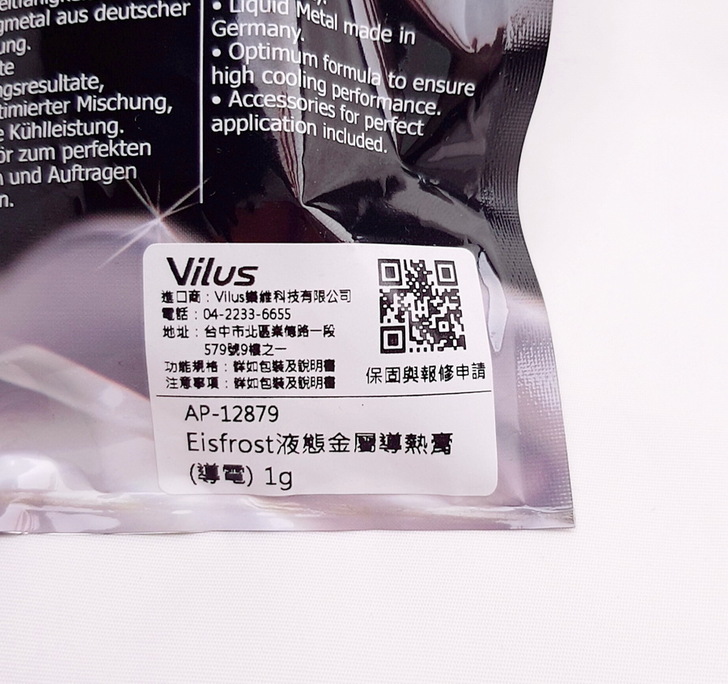 gmetal aus deutscher
ung.
te
ngsresultate,
timierter Mischung,
e Kühlleistung.
ör zum perfekten
und Auftragen
n.
• Liquid Metal made in
Germany.
• Optimum formula to ensure
high cooling performance.
• Accessories for perfect
application included.
Vilus
進口商：Vilus樂維科技有限公司
電話：04-2233-6655
地址：台中市北區崇德路一段
579號9樓之一
功能規格：詳如包裝及說明書
注意事項：詳如包裝及說明書
保固與報修申請
AP-12879
Eisfrost液態金屬導熱膏
(導電) 1g